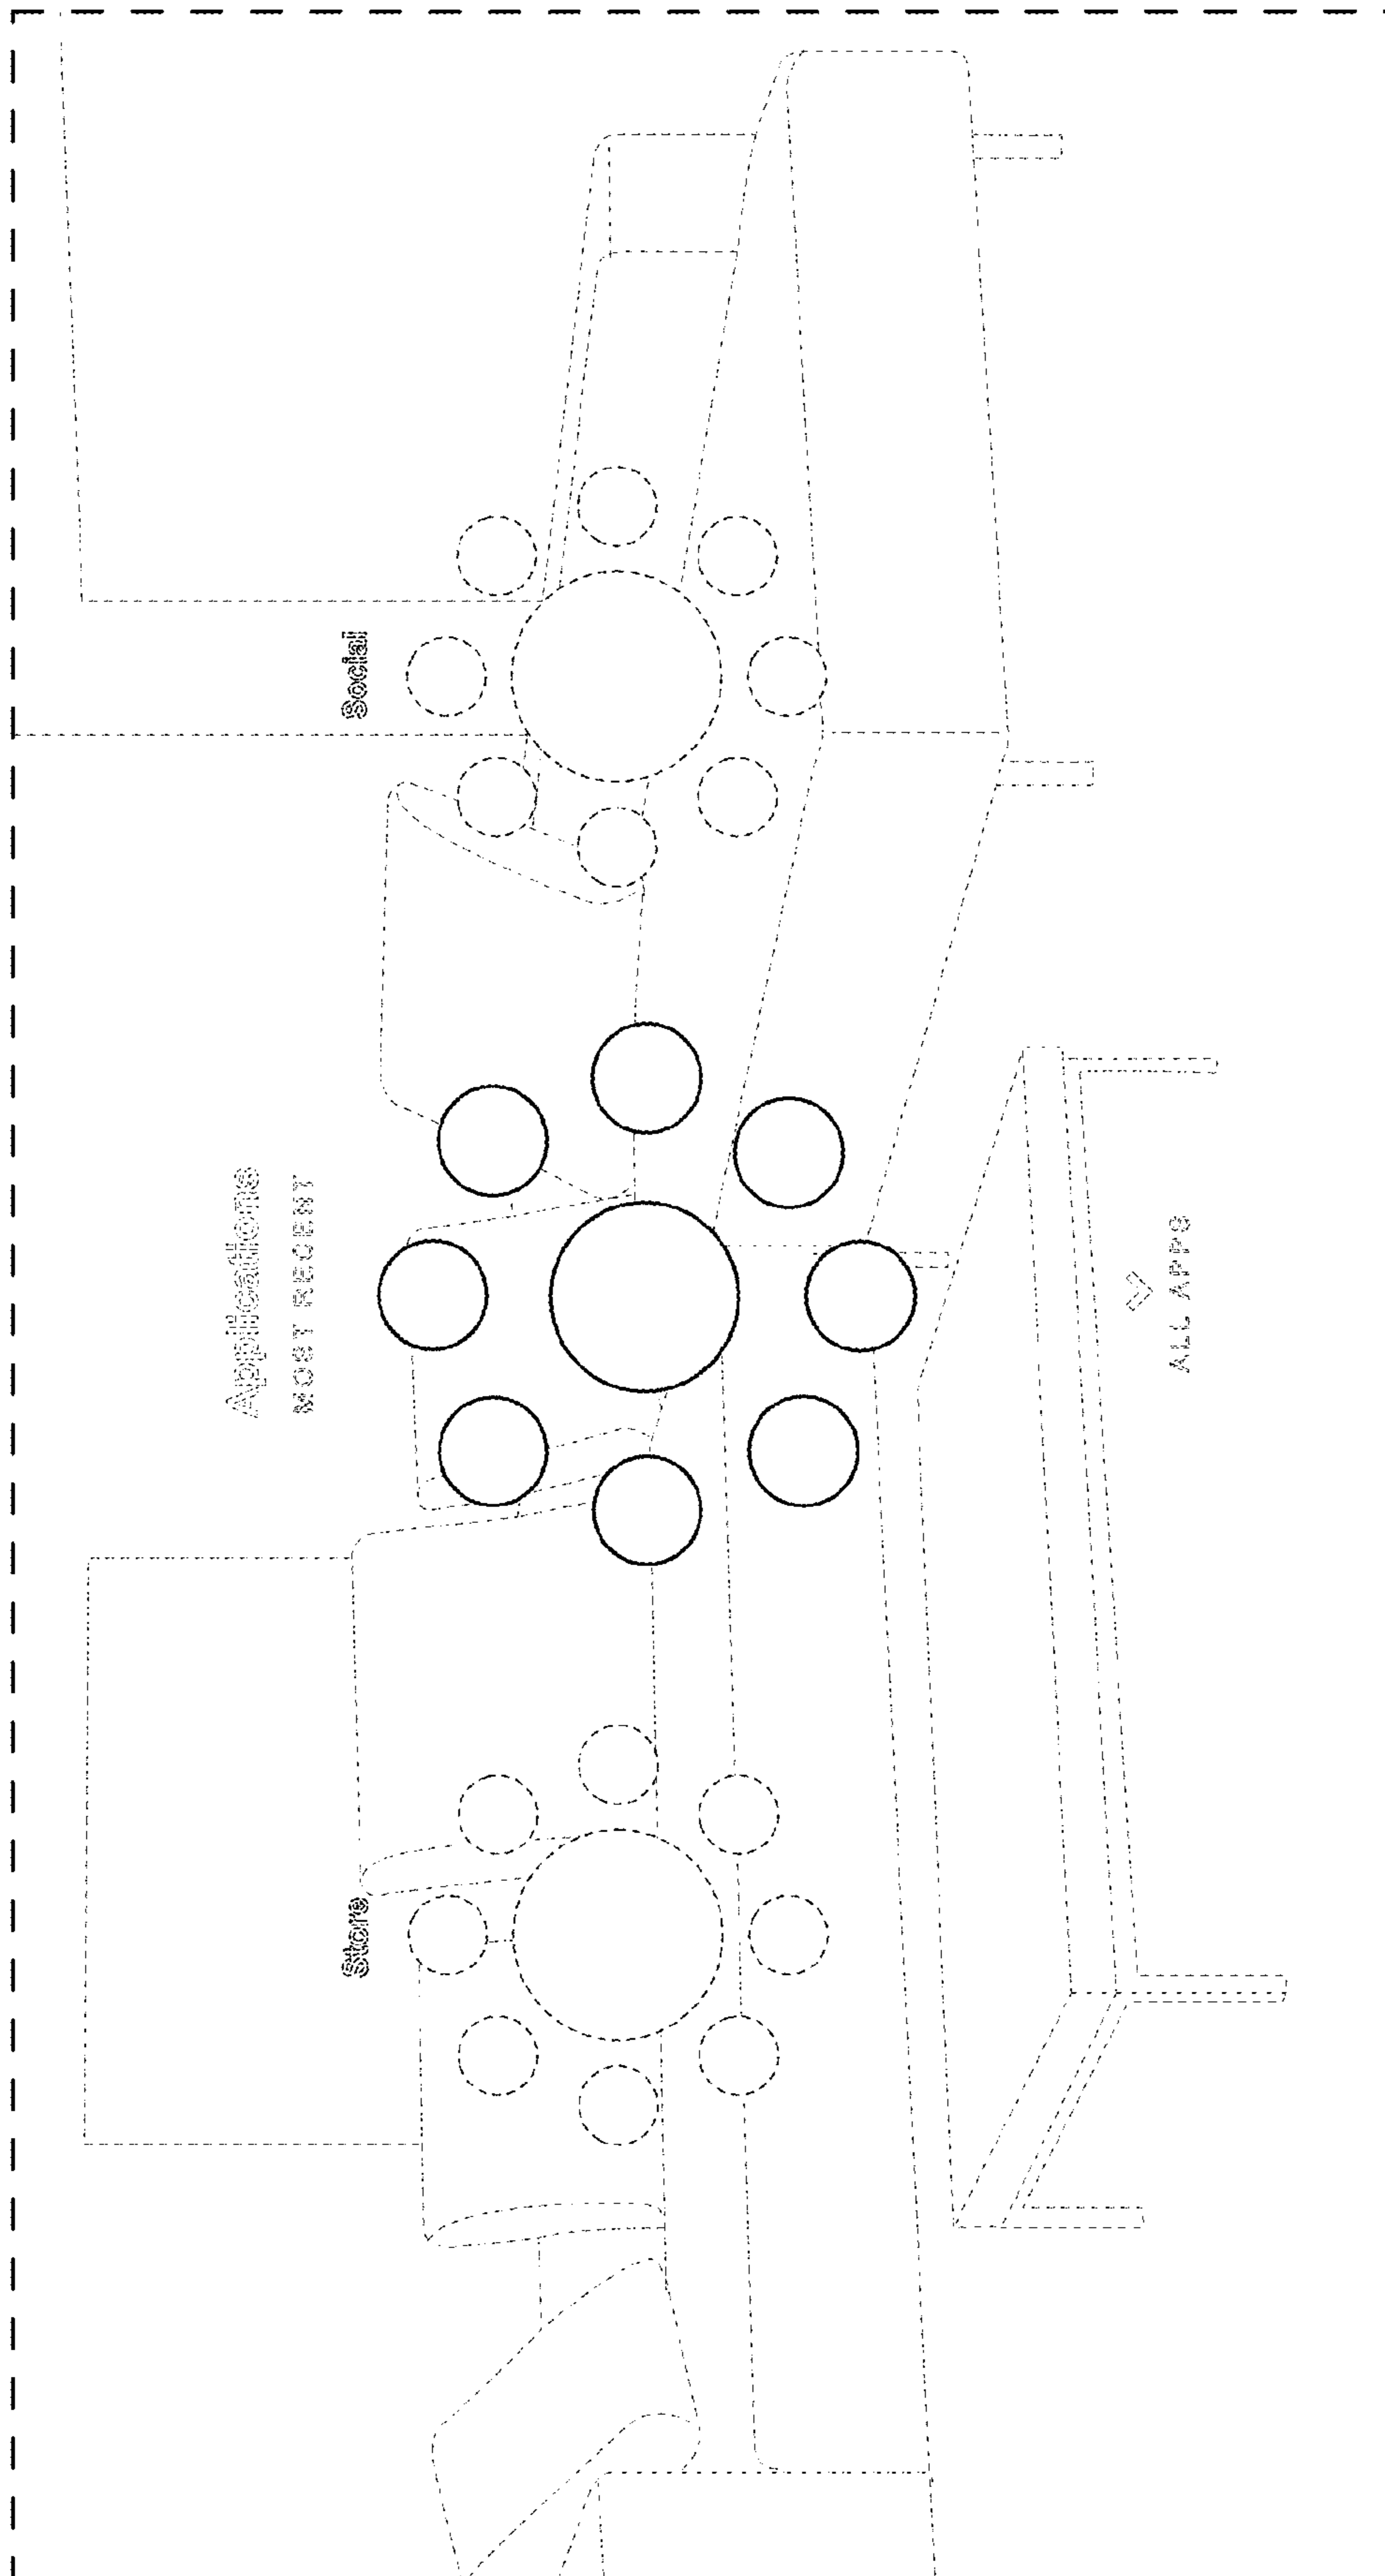 Applications
MOST RECENT
Store
Social
ALL APPS